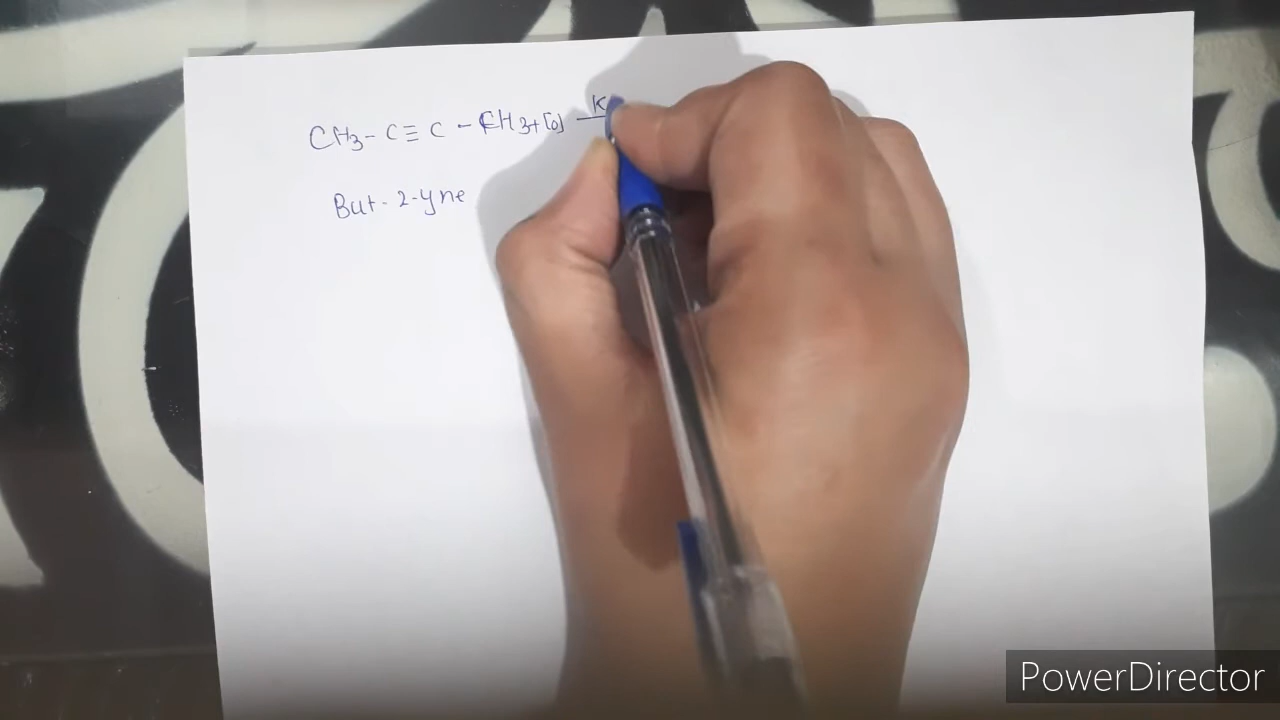 CH3- C≡C - CH3+[O] K
But-2-yne
PowerDirector